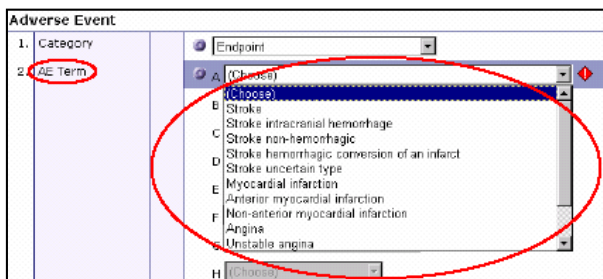 Adverse Event
1. Category
Endpoint
2. AE Term
A (Choose)
(Choose)
B Stroke
Stroke intracranial hemorrhage
C Stroke non-hemorrhagic
D Stroke hemorrhagic conversion of an infarct
Stroke uncertain type
E Myocardial infarction
Anterior myocardial infarction
F Non-anterior myocardial infarction
Angina
G Unstable angina
H (Choose)